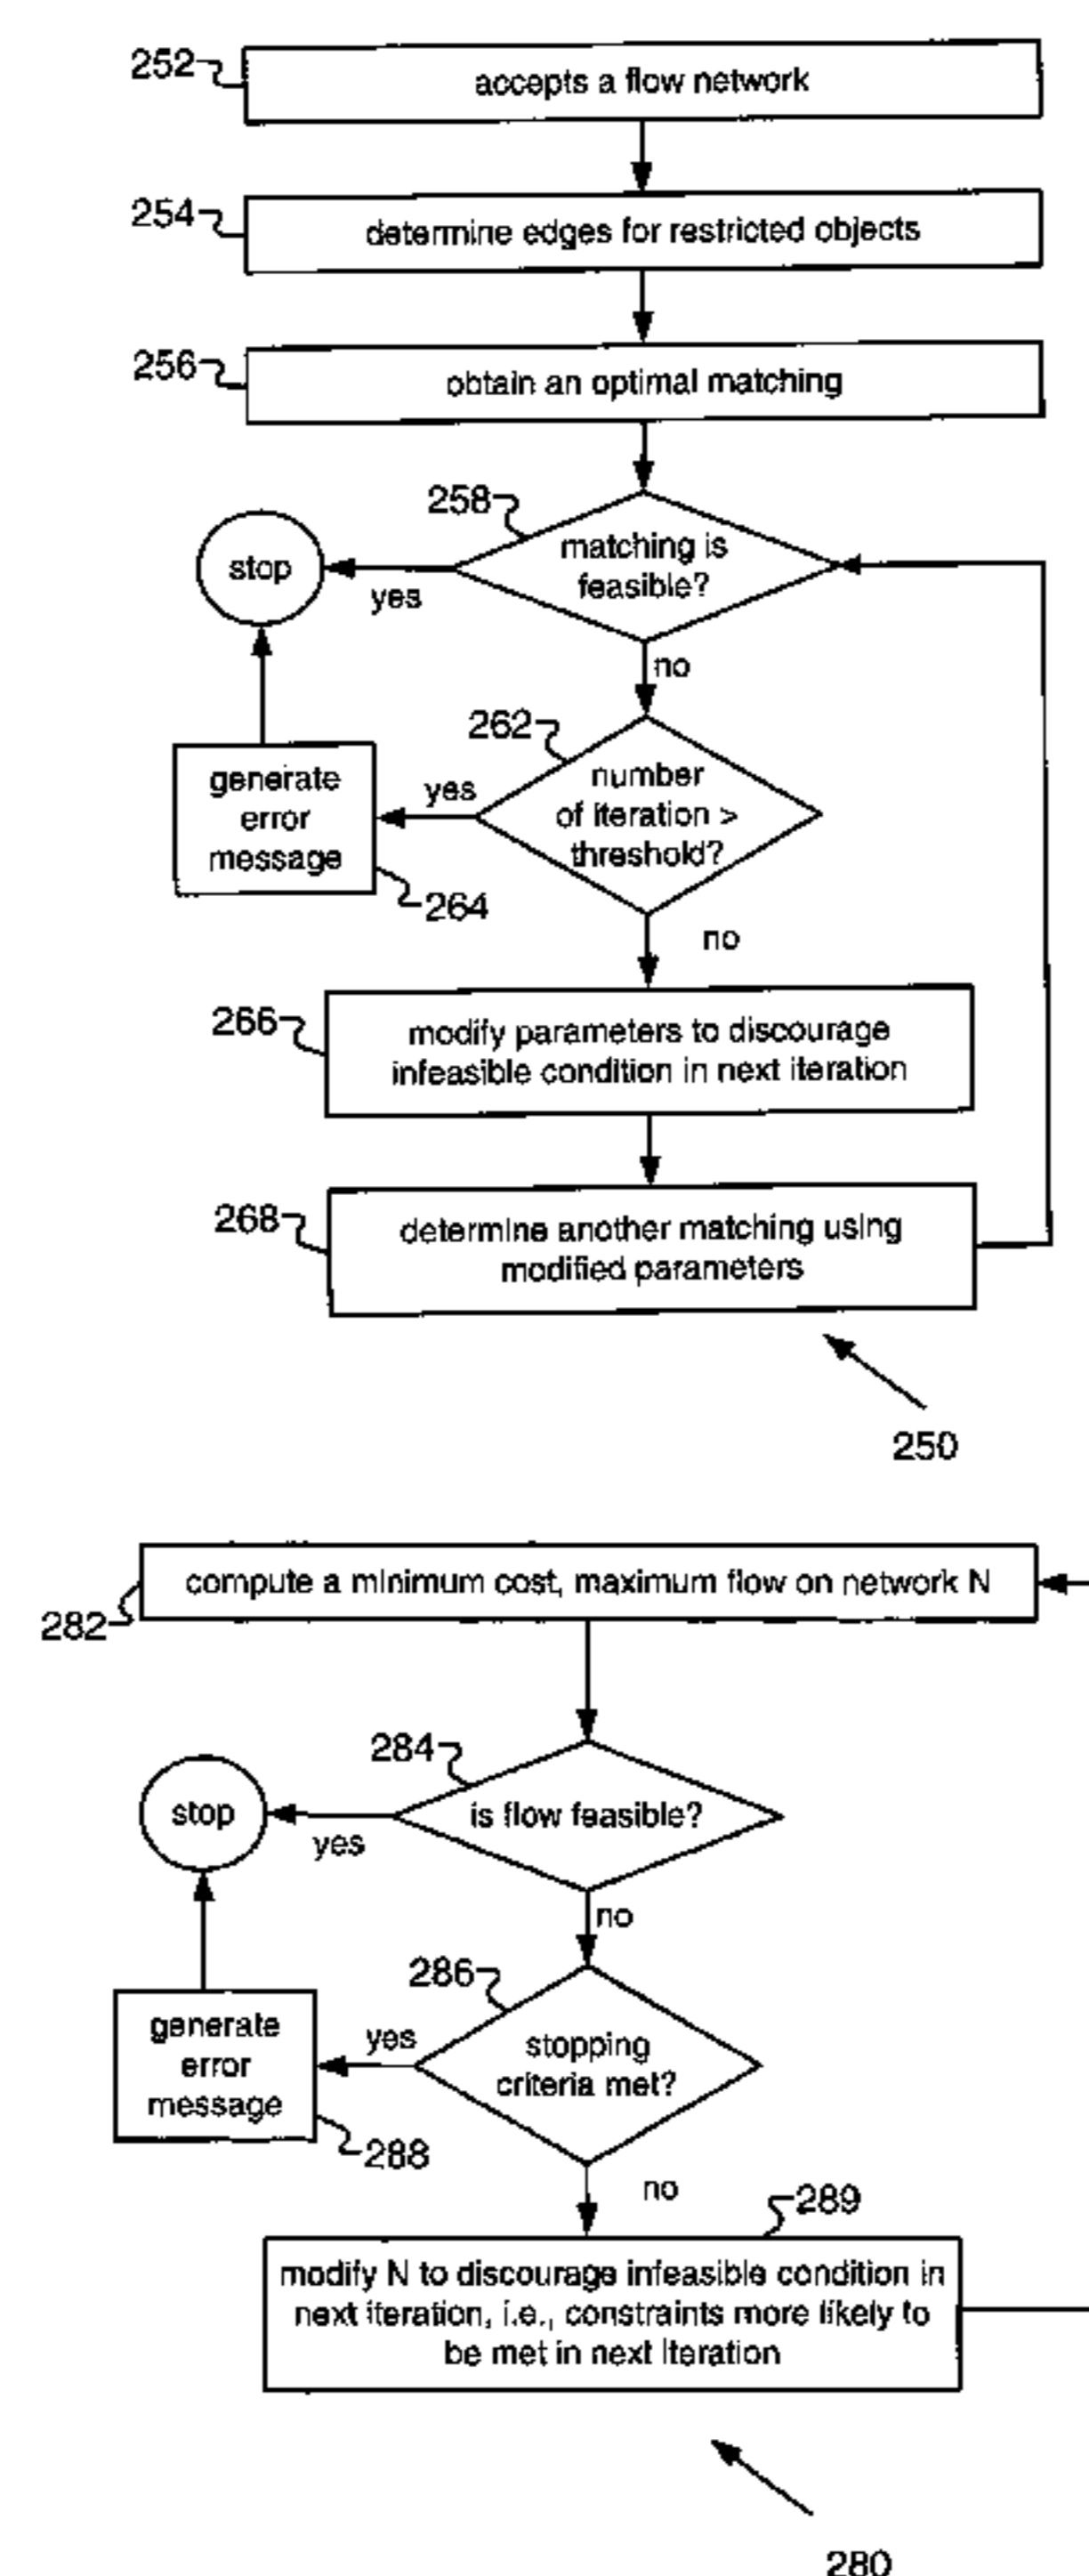 252
accepts a flow network
254
determine edges for restricted objects
256
obtain an optimal matching
258
matching is
feasible?
stop
yes
no
262
number
of iteration >
threshold?
yes
generate
error
message
264
no
266
modify parameters to discourage
infeasible condition in next iteration
268
determine another matching using
modified parameters
250
compute a minimum cost, maximum flow on network N
282
284
is flow feasible?
stop
yes
no
286
stopping
criteria met?
yes
generate
error
message
288
no
289
modify N to discourage infeasible condition in
next iteration, i.e., constraints more likely to
be met in next iteration
280